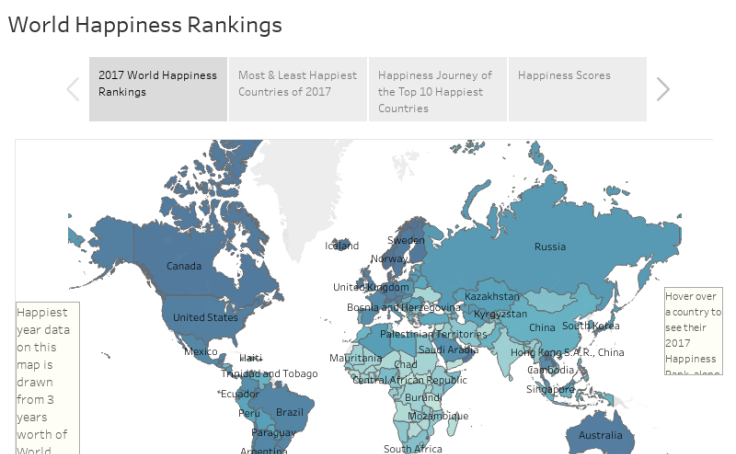 World Happiness Rankings
2017 World Happiness
Rankings
Most & Least Happiest
Countries of 2017
Happiness Journey of
the Top 10 Happiest
Countries
Happiness Scores
Iceland
Sweden
Norway
Russia
Canada
United Kingdom
Kazakhstan
Bosnia and Herzegovina
Kyrgyzstan
United States
China
South Korea
Palestinian Territories
Mexico
Haiti
Mauritania
Saudi Arabia
Hong Kong S.A.R., China
Chad
Trinidad and Tobago
Cambodia
Central African Republic
*Ecuador
Singapore
Burundi
Peru
Brazil
Mozambique
Paraguay
Australia
Argentina
South Africa
Happiest
year data
on this
map is
drawn
from 3
years
worth of
World
Hover over
a country to
see their
2017
Happiness
Rank along